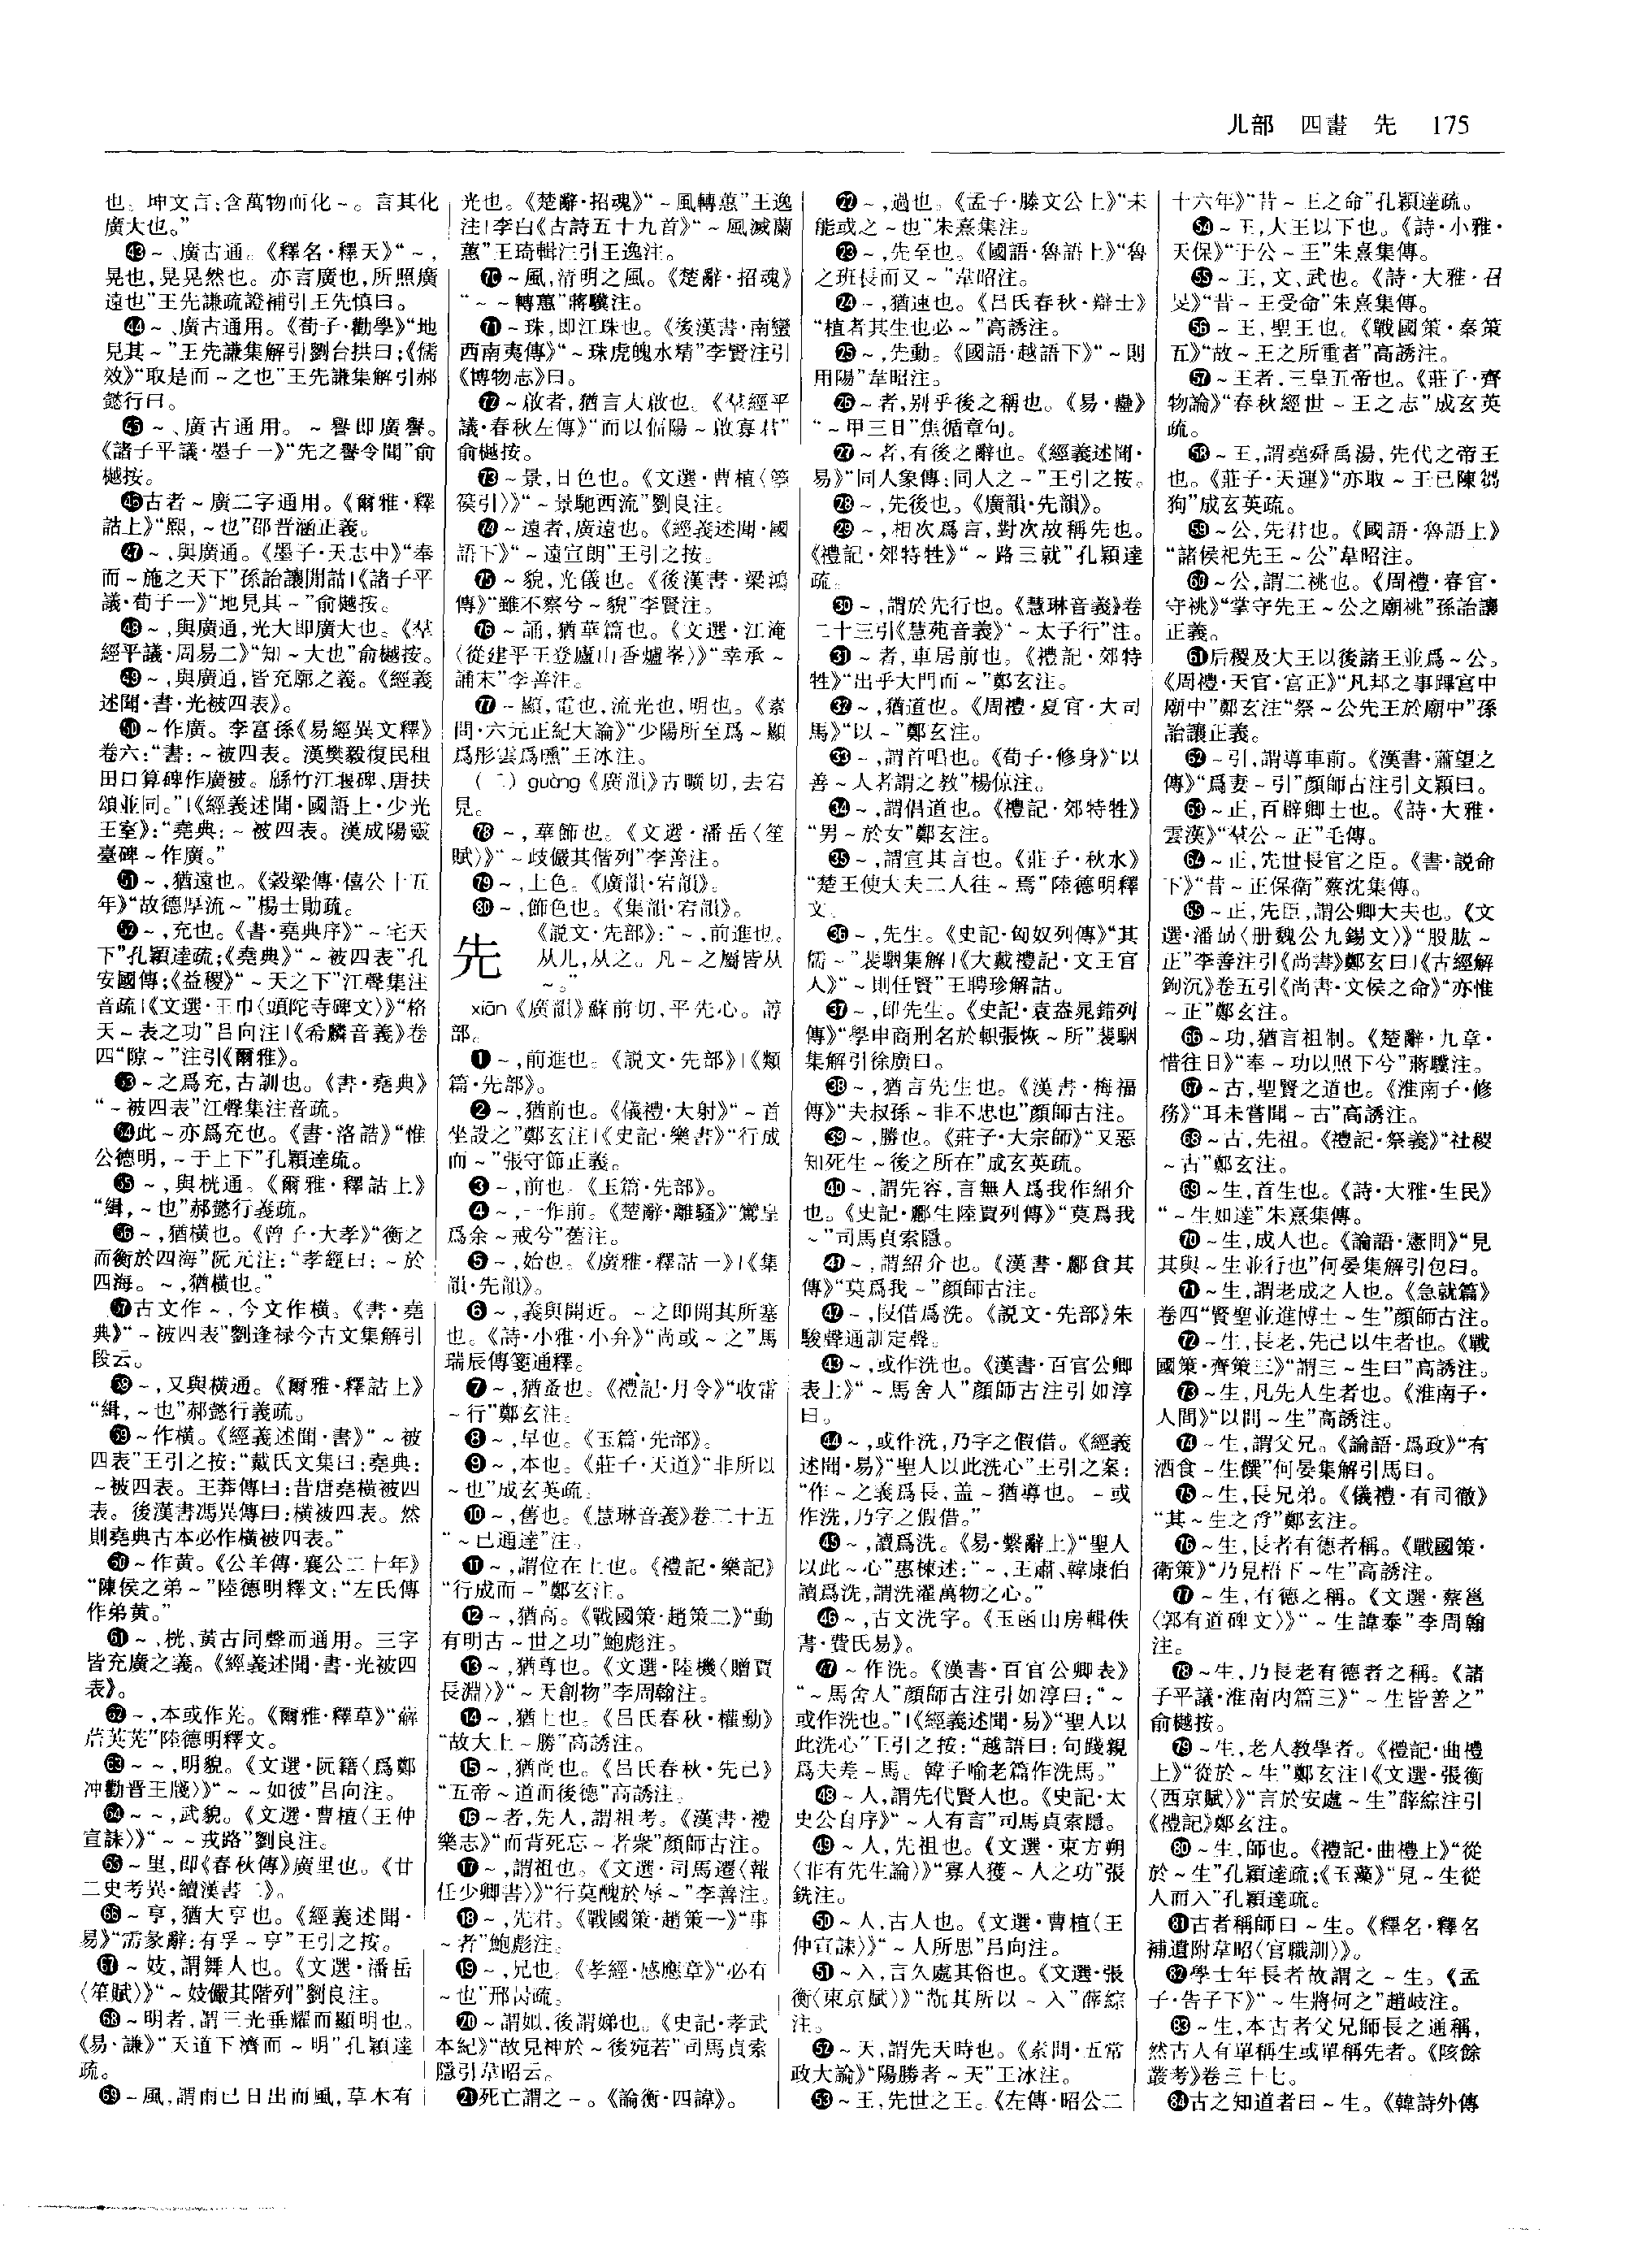 儿部 四畫 先 175
也。坤文言:含萬物而化~。言其化
廣大也。”
㊸~、廣古通。《釋名·釋天》“~,
晃也,晃晃然也。亦言廣也,所照廣
遠也”王先謙疏證補引王先慎曰。
㊹~、廣古通用。《荀子·勸學》“地
見其~”王先謙集解引劉台拱曰;《儒
效》“取是而~之也”王先謙集解引郝
懿行曰。
㊺~、廣古通用。~譽即廣譽。
《諸子平議·墨子一》“先之譽令聞”俞
樾按。
㊻古者~廣二字通用。《爾雅·釋
詁上》“熙,~也”邵晋涵正義。
㊼~,與廣通。《墨子·天志中》“奉
而~施之天下”孫詒讓閒詁|《諸子平
議·荀子一》“地見其~”俞樾按。
㊽~,與廣通,光大即廣大也。《羣
經平議·周易二》“知~大也”俞樾按。
㊾~,與廣通,皆充廓之義。《經義
述聞·書·光被四表》。
㊿~作廣。李富孫《易經異文釋》
卷六:“書:~被四表。漢樊毅復民租
田口算碑作廣被。緜竹江堰碑、唐扶
頌並同。”|《經義述聞·國語上·少光
王室》:“堯典:~被四表。漢成陽靈
臺碑~作廣。”
51~,猶遠也。《穀梁傳·僖公十五
年》“故德厚流~”楊士勛疏。
52~,充也。《書·堯典序》“~宅天
下”孔穎達疏;《堯典》“~被四表”孔
安國傳;《益稷》“~天之下”江聲集注
音疏|《文選·王巾〈頭陀寺碑文〉》“格
天~表之功”吕向注|《希麟音義》卷
四“隙~”注引《爾雅》。
53~之爲充,古訓也。《書·堯典》
“~被四表”江聲集注音疏。
54此~亦爲充也。《書·洛誥》“惟
公德明,~于上下”孔穎達疏。
55~,與桄通。《爾雅·釋詁上》
“緝,~也”郝懿行義疏。
56~,猶横也。《曾子·大孝》“衡之
而衡於四海”阮元注:“孝經曰:~於
四海。~,猶横也。”
57古文作~,今文作横。《書·堯
典》“~被四表”劉逢禄今古文集解引
段云。
58~,又與横通。《爾雅·釋詁上》
“緝,~也”郝懿行義疏。
59~作横。《經義述聞·書》“~被
四表”王引之按:“戴氏文集曰:堯典:
~被四表。王莽傳曰:昔唐堯横被四
表。後漢書馮異傳曰:横被四表。然
則堯典古本必作横被四表。”
60~作黄。《公羊傳·襄公二十年》
“陳侯之弟~”陸德明釋文:“左氏傳
作弟黄。”
61~、桄、黄古同聲而通用。三字
皆充廣之義。《經義述聞·書·光被四
表》。
62~,本或作茪。《爾雅·釋草》“薢
茩芵茪”陸德明釋文。
63~~,明貌。《文選·阮籍〈爲鄭
冲勸晋王牋〉》“~~如彼”吕向注。
64~~,武貌。《文選·曹植〈王仲
宣誄〉》“~~戎路”劉良注。
65~里,即《春秋傳》廣里也。《廿
二史考異·續漢書二》。
66~亨,猶大亨也。《經義述聞·
易》“需彖辭:有孚~亨”王引之按。
67~妓,謂舞人也。《文選·潘岳
〈笙賦〉》“~妓儼其階列”劉良注。
68~明者,謂三光垂耀而顯明也。
《易·謙》“天道下濟而~明”孔穎達
疏。
69~風,謂雨已日出而風,草木有
光也。《楚辭·招魂》“~風轉蕙”王逸
注|李白《古詩五十九首》“~風滅蘭
蕙”王琦輯注引王逸注。
70~風,清明之風。《楚辭·招魂》
“~~轉蕙”蔣驥注。
71~珠,即江珠也。《後漢書·南蠻
西南夷傳》“~珠虎魄水精”李賢注引
《博物志》曰。
72~啟者,猶言大啟也。《羣經平
議·春秋左傳》“而以偪陽~啟寡君”
俞樾按。
73~景,日色也。《文選·曹植〈箜
篌引〉》“~景馳西流”劉良注。
74~遠者,廣遠也。《經義述聞·國
語下》“~遠宣朗”王引之按。
75~貌,光儀也。《後漢書·梁鴻
傳》“雖不察兮~貌”李賢注。
76~誦,猶華篇也。《文選·江淹
〈從建平王登廬山香爐峯〉》“幸承~
誦末”李善注。
77~顯,電也,流光也,明也。《素
問·六元正紀大論》“少陽所至爲~顯
爲彤雲爲曛”王冰注。
(二)guàng《廣韻》古曠切,去宕
見。
78~,華飾也。《文選·潘岳〈笙
賦〉》“~歧儼其偕列”李善注。
79~,上色。《廣韻·宕韻》。
80~,飾色也。《集韻·宕韻》。
先 《説文·先部》:“~,前進也。
从儿,从之。凡~之屬皆从
~。”
xiān《廣韻》蘇前切,平先心。諄
部。
❶~,前進也。《説文·先部》|《類
篇·先部》。
❷~,猶前也。《儀禮·大射》“~首
坐設之”鄭玄注|《史記·樂書》“行成
而~”張守節正義。
❸~,前也。《玉篇·先部》。
❹~,一作前。《楚辭·離騷》“鸞皇
爲余~戒兮”舊注。
❺~,始也。《廣雅·釋詁一》|《集
韻·先韻》。
❻~,義與開近。~之即開其所塞
也。《詩·小雅·小弁》“尚或~之”馬
瑞辰傳箋通釋。
❼~,猶蚤也。《禮記·月令》“收雷
~行”鄭玄注。
❽~,早也。《玉篇·先部》。
❾~,本也。《莊子·天道》“非所以
~也”成玄英疏。
❿~,舊也。《慧琳音義》卷二十五
“~已通達”注。
⓫~,謂位在上也。《禮記·樂記》
“行成而~”鄭玄注。
⓬~,猶高。《戰國策·趙策二》“動
有明古~世之功”鮑彪注。
⓭~,猶尊也。《文選·陸機〈贈賈
長淵〉》“~天創物”李周翰注。
⓮~,猶上也。《吕氏春秋·權勳》
“故大上~勝”高誘注。
⓯~,猶尚也。《吕氏春秋·先己》
“五帝~道而後德”高誘注。
⓰~者,先人,謂祖考。《漢書·禮
樂志》“而背死忘~者衆”顔師古注。
⓱~,謂祖也。《文選·司馬遷〈報
任少卿書〉》“行莫醜於辱~”李善注。
⓲~,先君。《戰國策·趙策一》“事
~者”鮑彪注。
⓳~,兄也。《孝經·感應章》“必有
~也”邢昺疏。
⓴~謂姒,後謂娣也。《史記·孝武
本紀》“故見神於~後宛若”司馬貞索
隱引韋昭云。
㉑死亡謂之~。《論衡·四諱》。
㉒~,過也。《孟子·滕文公上》“未
能或之~也”朱熹集注。
㉓~,先至也。《國語·魯語上》“魯
之班長而又~”韋昭注。
㉔~,猶速也。《吕氏春秋·辯士》
“植者其生也必~”高誘注。
㉕~,先動。《國語·越語下》“~則
用陽”韋昭注。
㉖~者,别乎後之稱也。《易·蠱》
“~甲三日”焦循章句。
㉗~者,有後之辭也。《經義述聞·
易》“同人象傳:同人之~”王引之按。
㉘~,先後也。《廣韻·先韻》。
㉙~,相次爲言,對次故稱先也。
《禮記·郊特牲》“~路三就”孔穎達
疏。
㉚~,謂於先行也。《慧琳音義》卷
二十三引《慧苑音義》“~太子行”注。
㉛~者,車居前也。《禮記·郊特
牲》“出乎大門而~”鄭玄注。
㉜~,猶道也。《周禮·夏官·大司
馬》“以~”鄭玄注。
㉝~,謂首唱也。《荀子·修身》“以
善~人者謂之教”楊倞注。
㉞~,謂倡道也。《禮記·郊特牲》
“男~於女”鄭玄注。
㉟~,謂宣其言也。《莊子·秋水》
“楚王使大夫二人往~焉”陸德明釋
文。
㊱~,先生。《史記·匈奴列傳》“其
儒~”裴駰集解|《大戴禮記·文王官
人》“~則任賢”王聘珍解詁。
㊲~,即先生。《史記·袁盎鼂錯列
傳》“學申商刑名於軹張恢~所”裴駰
集解引徐廣曰。
㊳~,猶言先生也。《漢書·梅福
傳》“夫叔孫~非不忠也”顔師古注。
㊴~,勝也。《莊子·大宗師》“又惡
知死生~後之所在”成玄英疏。
㊵~,謂先容,言無人爲我作紹介
也。《史記·酈生陸賈列傳》“莫爲我
~”司馬貞索隱。
㊶~,謂紹介也。《漢書·酈食其
傳》“莫爲我~”顔師古注。
㊷~,叚借爲洗。《説文·先部》朱
駿聲通訓定聲。
㊸~,或作洗也。《漢書·百官公卿
表上》“~馬舍人”顔師古注引如淳
曰。
㊹~,或作洗,乃字之假借。《經義
述聞·易》“聖人以此洗心”王引之案:
“作~之義爲長,蓋~猶導也。~或
作洗,乃字之假借。”
㊺~,讀爲洗。《易·繫辭上》“聖人
以此~心”惠棟述:“~,王肅、韓康伯
讀爲洗,謂洗濯萬物之心。”
㊻~,古文洗字。《玉函山房輯佚
書·費氏易》。
㊼~作洗。《漢書·百官公卿表》
“~馬舍人”顔師古注引如淳曰:“~
或作洗也。”|《經義述聞·易》“聖人以
此洗心”王引之按:“越語曰:句踐親
爲夫差~馬。韓子喻老篇作洗馬。”
㊽~人,謂先代賢人也。《史記·太
史公自序》“~人有言”司馬貞索隱。
㊾~人,先祖也。《文選·東方朔
〈非有先生論〉》“寡人獲~人之功”張
銑注。
㊿~人,古人也。《文選·曹植〈王
仲宣誄〉》“~人所思”吕向注。
51~入,言久處其俗也。《文選·張
衡〈東京賦〉》“翫其所以~入”薛綜
注。
52~天,謂先天時也。《素問·五常
政大論》“陽勝者~天”王冰注。
53~王,先世之王。《左傳·昭公二
十六年》“昔~王之命”孔穎達疏。
54~王,大王以下也。《詩·小雅·
天保》“于公~王”朱熹集傳。
55~王,文、武也。《詩·大雅·召
旻》“昔~王受命”朱熹集傳。
56~王,聖王也。《戰國策·秦策
五》“故~王之所重者”高誘注。
57~王者,三皇五帝也。《莊子·齊
物論》“春秋經世~王之志”成玄英
疏。
58~王,謂堯舜禹湯,先代之帝王
也。《莊子·天運》“亦取~王已陳芻
狗”成玄英疏。
59~公,先君也。《國語·魯語上》
“諸侯祀先王~公”韋昭注。
60~公,謂二祧也。《周禮·春官·
守祧》“掌守先王~公之廟祧”孫詒讓
正義。
61后稷及大王以後諸王並爲~公。
《周禮·天官·宫正》“凡邦之事蹕宫中
廟中”鄭玄注“祭~公先王於廟中”孫
詒讓正義。
62~引,謂導車前。《漢書·蕭望之
傳》“爲妻~引”顔師古注引文穎曰。
63~正,百辟卿士也。《詩·大雅·
雲漢》“羣公~正”毛傳。
64~正,先世長官之臣。《書·説命
下》“昔~正保衡”蔡沈集傳。
65~正,先臣,謂公卿大夫也。《文
選·潘勖〈册魏公九錫文〉》“股肱~
正”李善注引《尚書》鄭玄曰|《古經解
鉤沉》卷五引《尚書·文侯之命》“亦惟
~正”鄭玄注。
66~功,猶言祖制。《楚辭·九章·
惜往日》“奉~功以照下兮”蔣驥注。
67~古,聖賢之道也。《淮南子·修
務》“耳未嘗聞~古”高誘注。
68~古,先祖。《禮記·祭義》“社稷
~古”鄭玄注。
69~生,首生也。《詩·大雅·生民》
“~生如達”朱熹集傳。
70~生,成人也。《論語·憲問》“見
其與~生並行也”何晏集解引包曰。
71~生,謂老成之人也。《急就篇》
卷四“賢聖並進博士~生”顔師古注。
72~生,長老,先己以生者也。《戰
國策·齊策三》“謂三~生曰”高誘注。
73~生,凡先人生者也。《淮南子·
人間》“以問~生”高誘注。
74~生,謂父兄。《論語·爲政》“有
酒食~生饌”何晏集解引馬曰。
75~生,長兄弟。《儀禮·有司徹》
“其~生之脀”鄭玄注。
76~生,長者有德者稱。《戰國策·
衛策》“乃見梧下~生”高誘注。
77~生,有德之稱。《文選·蔡邕
〈郭有道碑文〉》“~生諱泰”李周翰
注。
78~生,乃長老有德者之稱。《諸
子平議·淮南内篇三》“~生皆善之”
俞樾按。
79~生,老人教學者。《禮記·曲禮
上》“從於~生”鄭玄注|《文選·張衡
〈西京賦〉》“言於安處~生”薛綜注引
《禮記》鄭玄注。
80~生,師也。《禮記·曲禮上》“從
於~生”孔穎達疏;《玉藻》“見~生從
人而入”孔穎達疏。
81古者稱師曰~生。《釋名·釋名
補遺附韋昭〈官職訓〉》。
82學士年長者故謂之~生。《孟
子·告子下》“~生將何之”趙岐注。
83~生,本古者父兄師長之通稱,
然古人有單稱生或單稱先者。《陔餘
叢考》卷三十七。
84古之知道者曰~生。《韓詩外傳